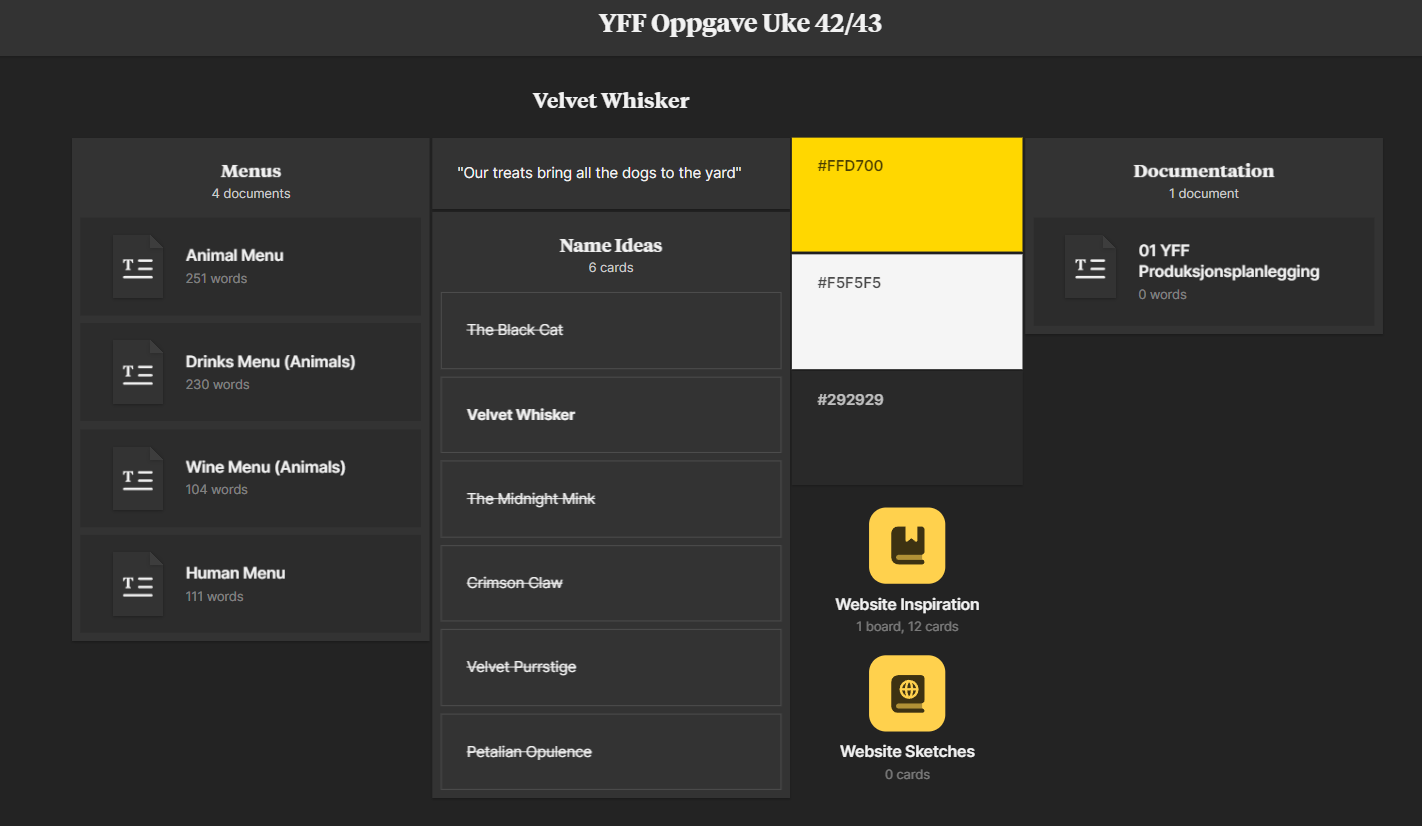 YFF Oppgave Uke 42/43
Velvet Whisker
Menus
4 documents
T
Animal Menu
251 words
T
Drinks Menu (Animals)
230 words
T
Wine Menu (Animals)
104 words
T
Human Menu
111 words
"Our treats bring all the dogs to the yard"
Name Ideas
6 cards
The Black Cat
Velvet Whisker
The Midnight Mink
Crimson Claw
Velvet Purrstige
Petalian Opulence
#FFD700
#F5F5F5
#292929
Website Inspiration
1 board, 12 cards
Website Sketches
0 cards
Documentation
1 document
T
01 YFF
Produksjonsplanlegging
0 words